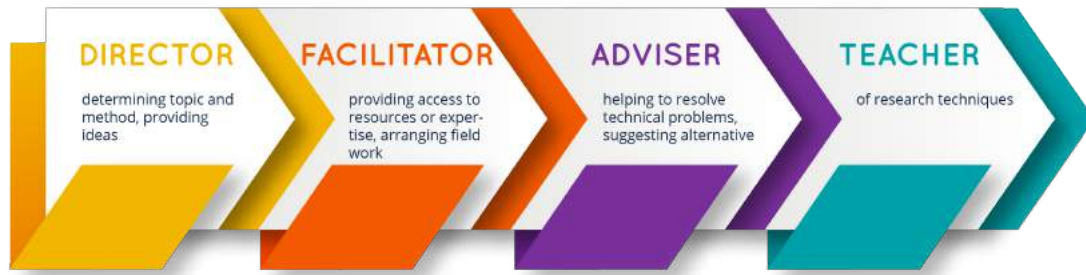 DIRECTOR
determining topic and
method, providing
ideas
FACILITATOR
providing access to
resources or exper-
tise, arranging field
work
ADVISER
helping to resolve
technical problems,
suggesting alternative
TEACHER
of research techniques